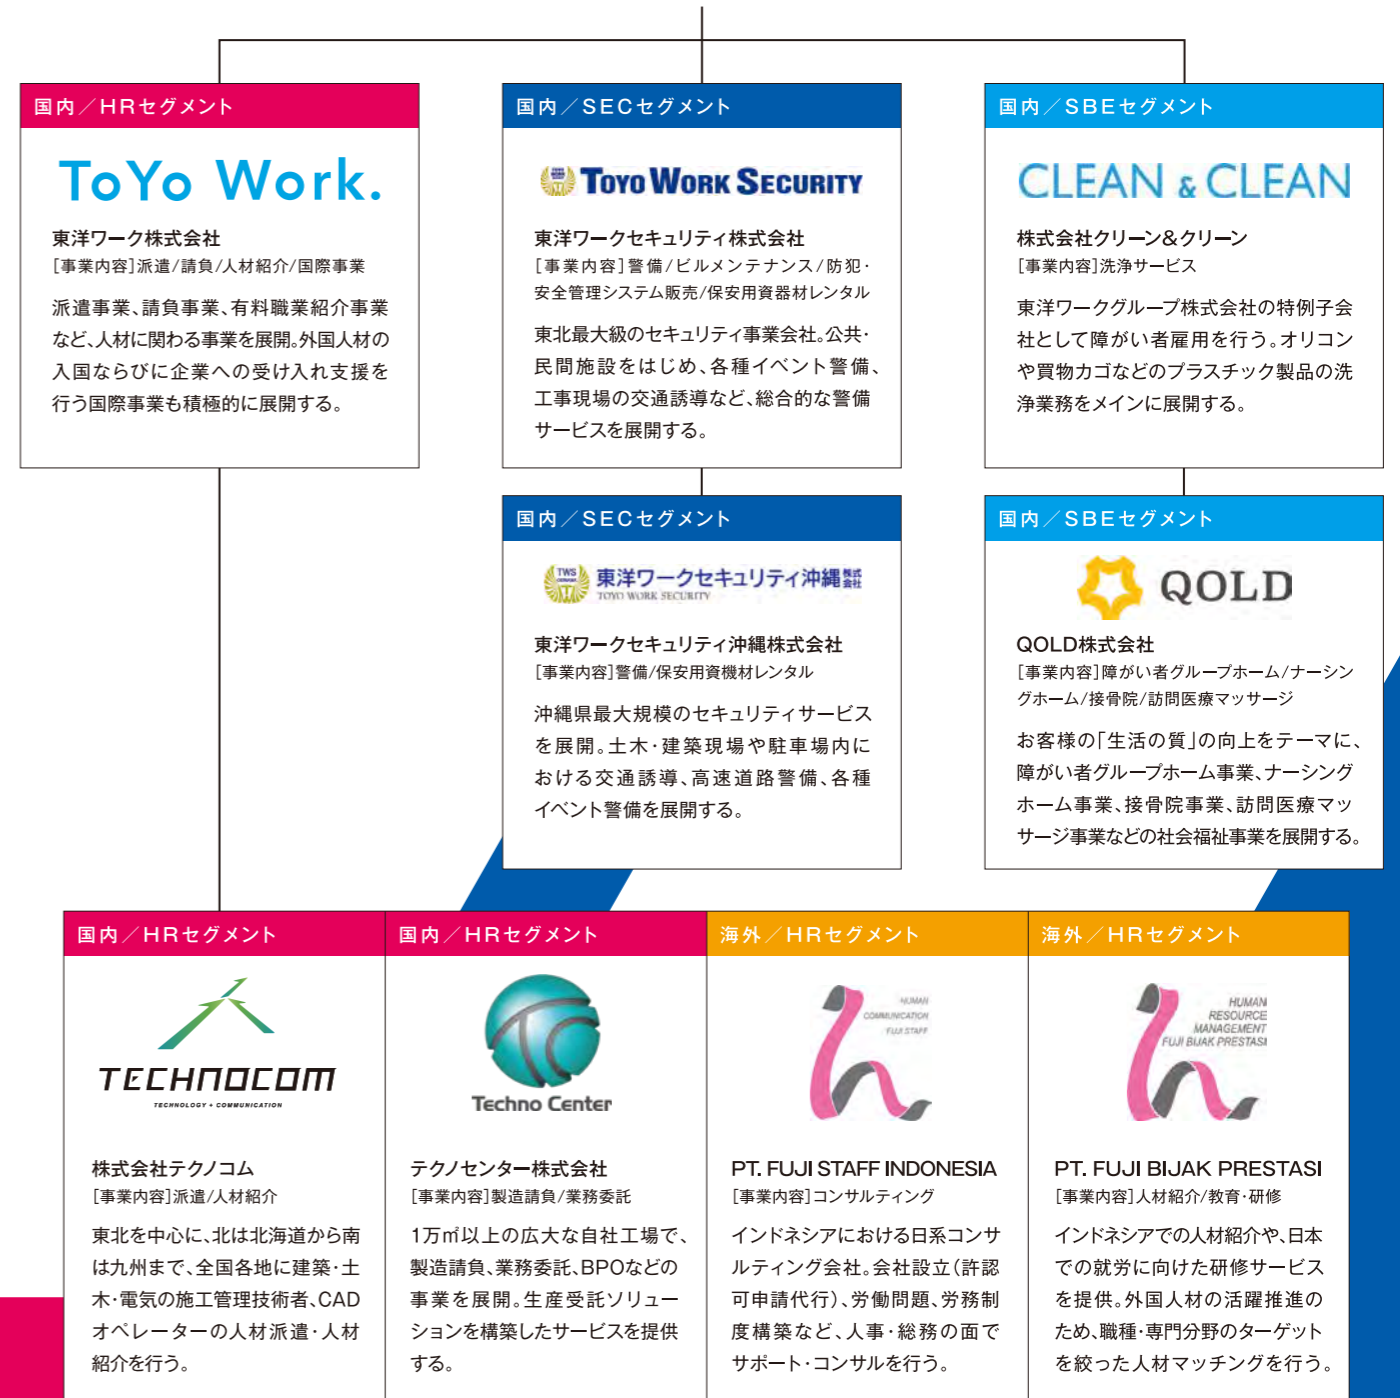 国内／HRセグメント
ToYo Work.
東洋ワーク株式会社
[事業内容]派遣/請負/人材紹介/国際事業
派遣事業、請負事業、有料職業紹介事業
など、人材に関わる事業を展開。外国人材の
入国ならびに企業への受け入れ支援を
行う国際事業も積極的に展開する。
国内／SECセグメント
TOYO WORK SECURITY
東洋ワークセキュリティ株式会社
[事業内容]警備/ビルメンテナンス/防犯・
安全管理システム販売/保安用資器材レンタル
東北最大級のセキュリティ事業会社。公共・
民間施設をはじめ、各種イベント警備、
工事現場の交通誘導など、総合的な警備
サービスを展開する。
国内／SBEセグメント
CLEAN & CLEAN
株式会社クリーン&クリーン
[事業内容]洗浄サービス
東洋ワークグループ株式会社の特例子会
社として障がい者雇用を行う。オリコン
や買物カゴなどのプラスチック製品の洗
浄業務をメインに展開する。
国内／SECセグメント
TWS
東洋ワークセキュリティ沖縄株式会社
TOYO WORK SECURITY
東洋ワークセキュリティ沖縄株式会社
[事業内容]警備/保安用資機材レンタル
沖縄県最大規模のセキュリティサービス
を展開。土木・建築現場や駐車場内に
おける交通誘導、高速道路警備、各種
イベント警備を展開する。
国内／SBEセグメント
QOLD
QOLD株式会社
[事業内容]障がい者グループホーム/ナーシン
グホーム/接骨院/訪問医療マッサージ
お客様の「生活の質」の向上をテーマに、
障がい者グループホーム事業、ナーシング
ホーム事業、接骨院事業、訪問医療マッ
サージ事業などの社会福祉事業を展開する。
国内／HRセグメント
TECHNOCOM
TECHNOLOGY + COMMUNICATION
株式会社テクノコム
[事業内容]派遣/人材紹介
東北を中心に、北は北海道から南
は九州まで、全国各地に建築・土
木・電気の施工管理技術者、CAD
オペレーターの人材派遣・人材
紹介を行う。
国内／HRセグメント
TC
Techno Center
テクノセンター株式会社
[事業内容]製造請負/業務委託
1万㎡以上の広大な自社工場で、
製造請負、業務委託、BPOなどの
事業を展開。生産受託ソリュー
ションを構築したサービスを提供
する。
海外／HRセグメント
HUMAN
COMMUNICATION
FUJI STAFF
PT. FUJI STAFF INDONESIA
[事業内容]コンサルティング
インドネシアにおける日系コンサ
ルティング会社。会社設立(許認
可申請代行)、労働問題、労務制
度構築など、人事・総務の面で
サポート・コンサルを行う。
海外／HRセグメント
HUMAN
RESOURCE
MANAGEMENT
FUJI BIJAK PRESTASI
PT. FUJI BIJAK PRESTASI
[事業内容]人材紹介/教育・研修
インドネシアでの人材紹介や、日本
での就労に向けた研修サービス
を提供。外国人材の活躍推進の
ため、職種・専門分野のターゲット
を絞った人材マッチングを行う。